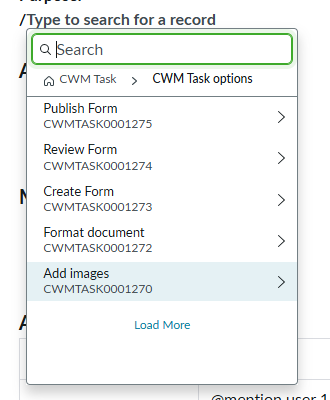 /Type to search for a record
Search
CWM Task > CWM Task options
Publish Form
CWMTASK0001275
Review Form
CWMTASK0001274
Create Form
CWMTASK0001273
Format document
CWMTASK0001272
Add images
CWMTASK0001270
Load More
@mention user 1